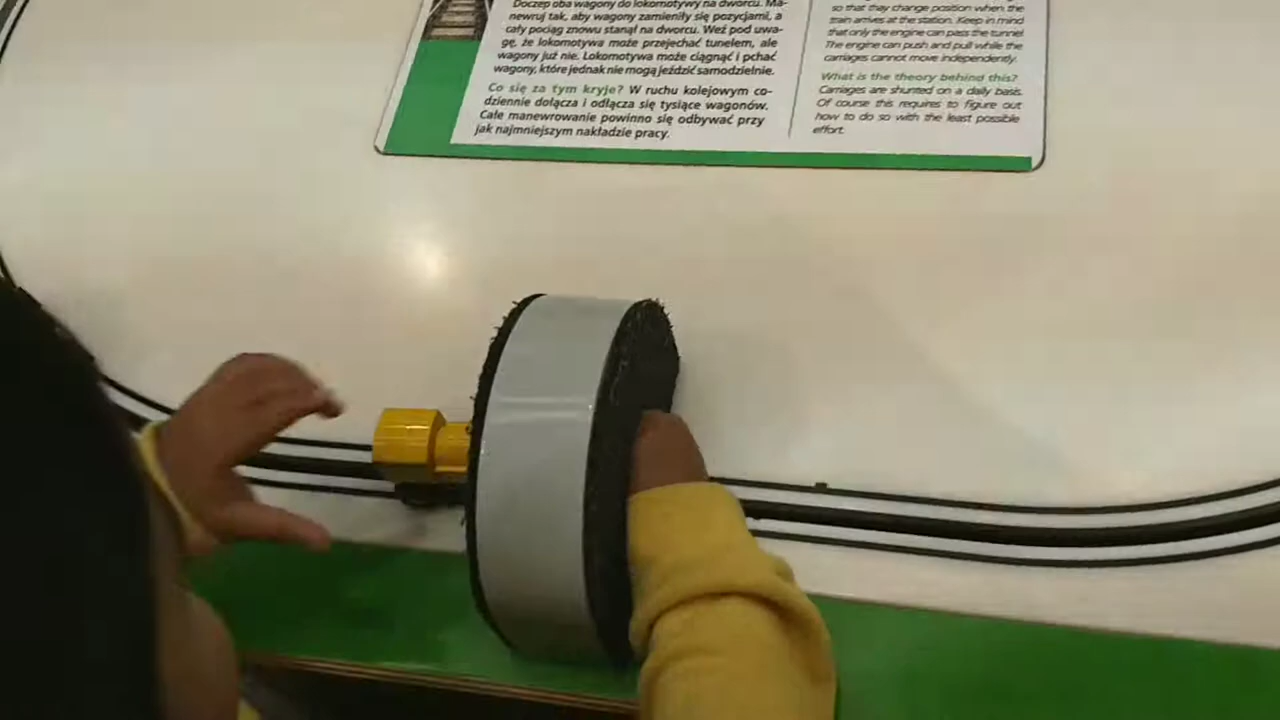 Doczep oba wagony do lokomotywy na dworcu. Ma-
newruj tak, aby wagony zamieniły się pozycjami, a
cały pociąg znowu stanął na dworcu. Weź pod uwa-
gę, że lokomotywa może przejechać tunelem, ale
wagony już nie. Lokomotywa może ciągnąć i pchać
wagony, które jednak nie mogą jeździć samodzielnie.
Co się za tym kryje? W ruchu kolejowym co-
dziennie dołącza i odłącza się tysiące wagonów.
Całe manewrowanie powinno się odbywać przy
jak najmniejszym nakładzie pracy.
so that they change position when the
train arrives at the station. Keep in mind
that only the engine can pass the tunnel
The engine can push and pull while the
carriages cannot move independently.
What is the theory behind this?
Carriages are shunted on a daily basis.
Of course this requires to figure out
how to do so with the least possible
effort.